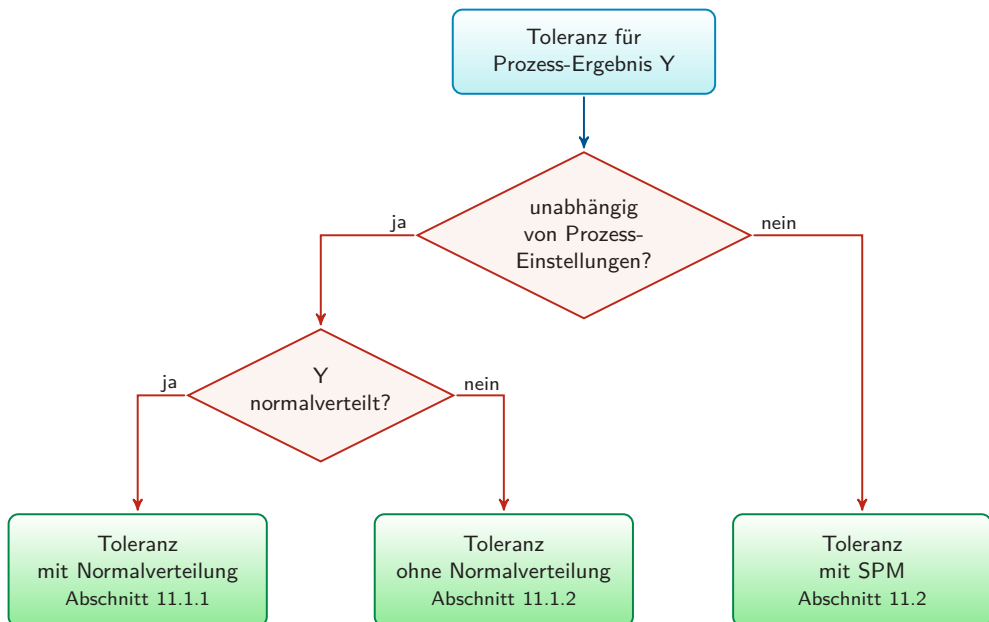 Toleranz für
Prozess-Ergebnis Y
unabhängig
von Prozess-
Einstellungen?
ja
nein
Y
normalverteilt?
ja
nein
Toleranz
mit Normalverteilung
Abschnitt 11.1.1
Toleranz
ohne Normalverteilung
Abschnitt 11.1.2
Toleranz
mit SPM
Abschnitt 11.2